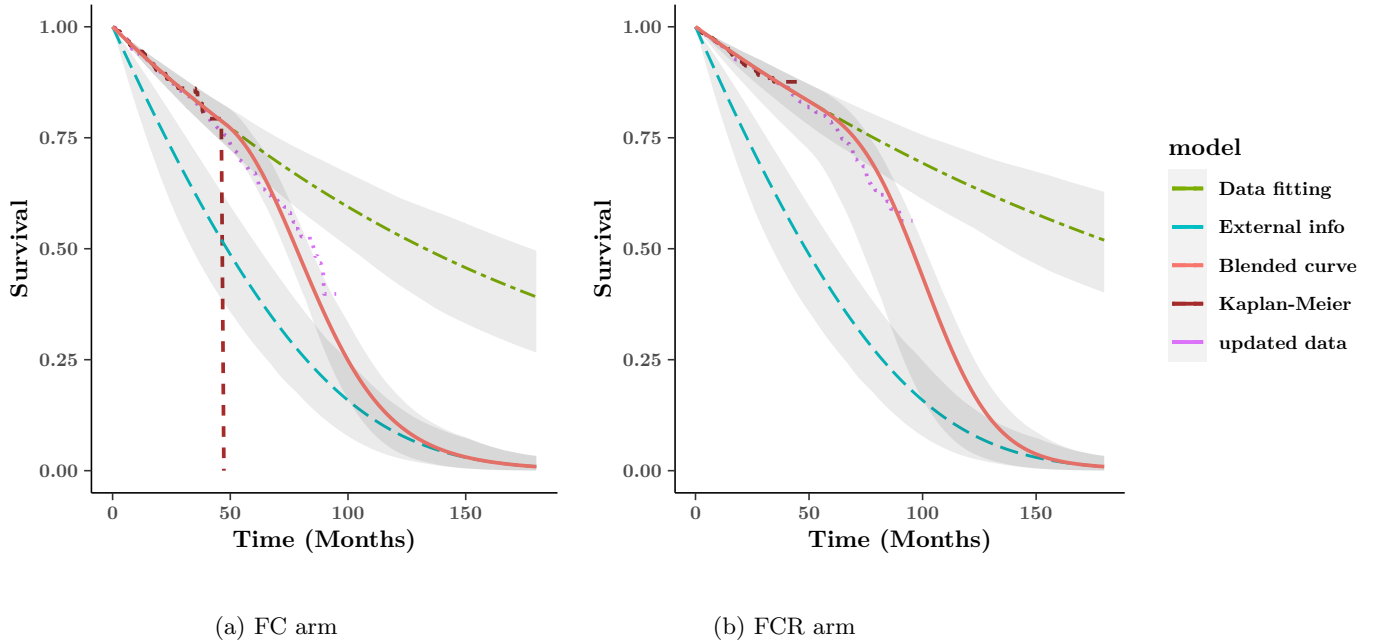 1.00
0.75
0.50
0.25
0.00
Survival
0
50
100
150
Time (Months)
(a) FC arm
1.00
0.75
0.50
0.25
0.00
Survival
0
50
100
150
Time (Months)
(b) FCR arm
model
Data fitting
External info
Blended curve
Kaplan-Meier
updated data